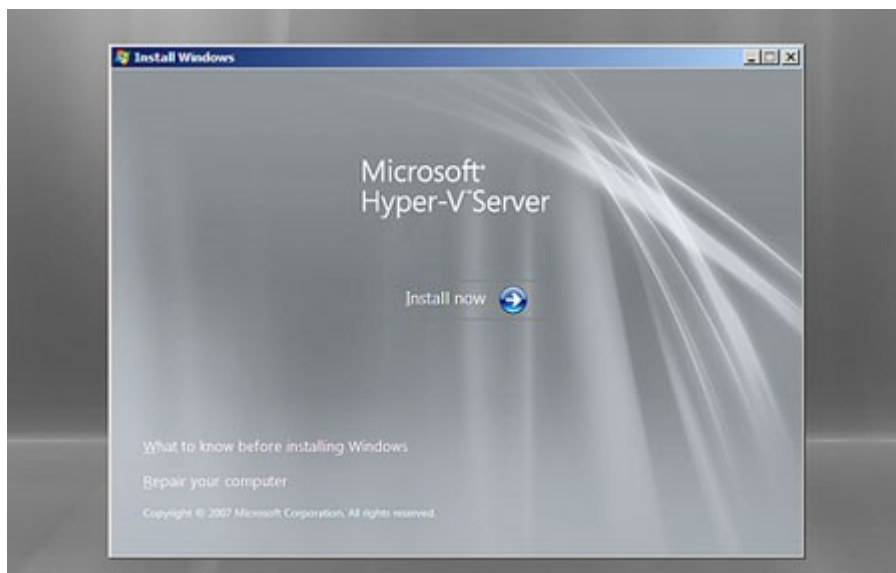 Install Windows
Microsoft®
Hyper-V™Server
Install now
What to know before installing Windows
Repair your computer
Copyright © 2007 Microsoft Corporation. All rights reserved.